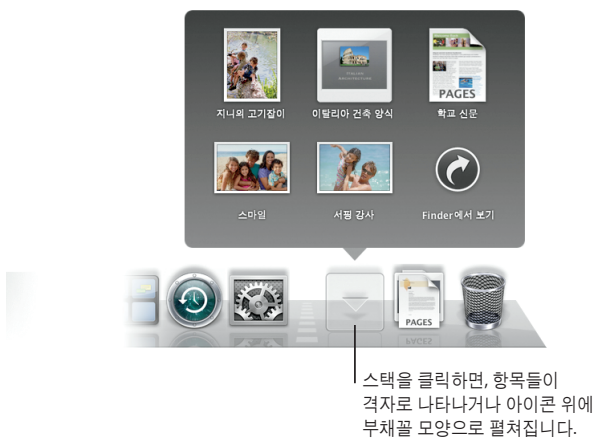 지니의 고기잡이
이탈리아 건축 양식
학교 신문
PAGES
스마일
서핑 강사
Finder에서 보기
PAGES
스택을 클릭하면, 항목들이
격자로 나타나거나 아이콘 위에
부채꼴 모양으로 펼쳐집니다.